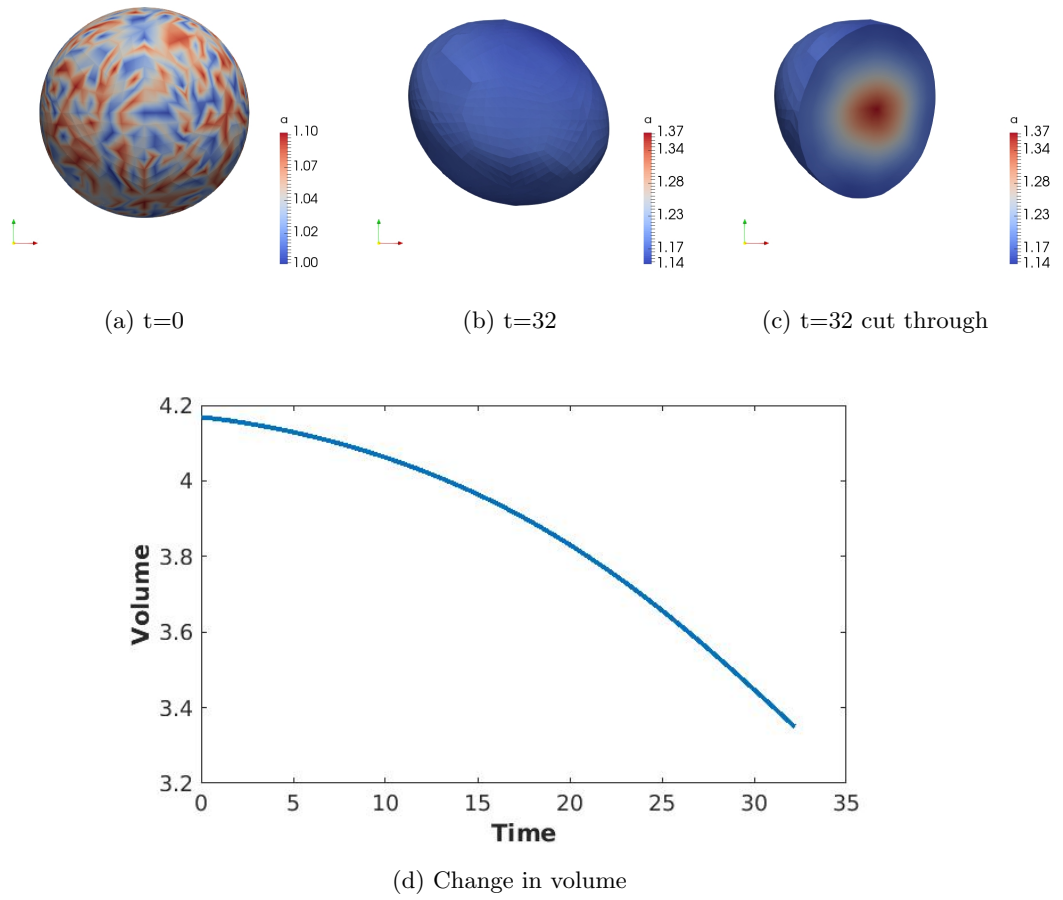 a
1.10
1.07
1.04
1.02
1.00
a
1.37
1.34
1.28
1.23
1.17
1.14
a
1.37
1.34
1.28
1.23
1.17
1.14
(a) t=0
(b) t=32
(c) t=32 cut through
4.2
4
3.8
3.6
3.4
3.2
Volume
0 5 10 15 20 25 30 35
Time
(d) Change in volume